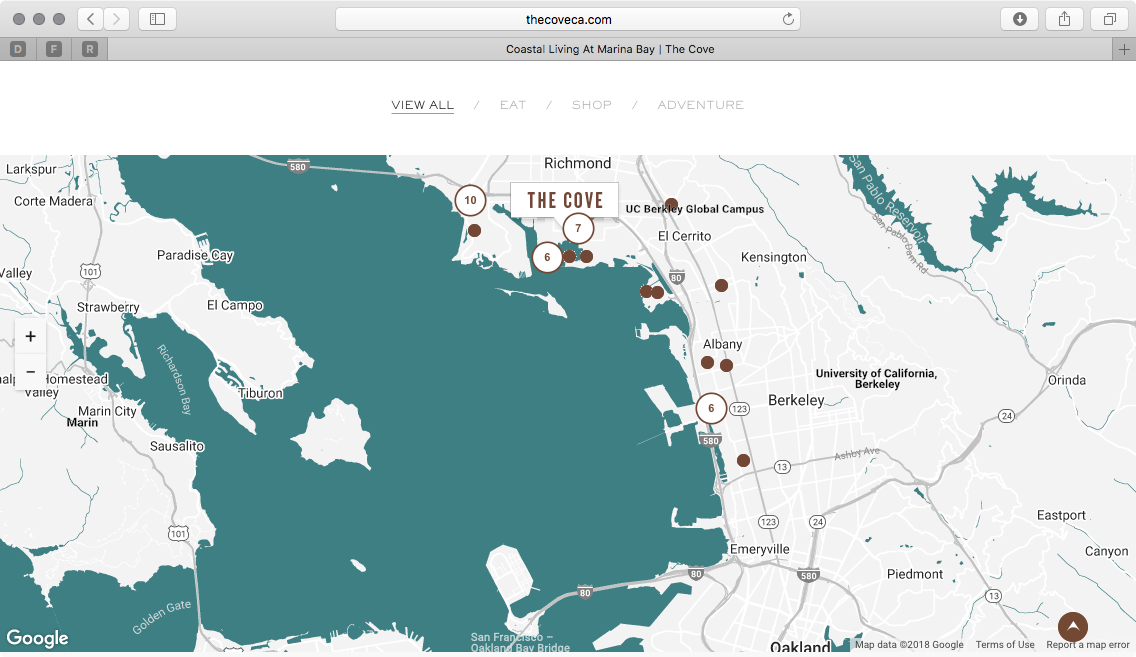 thecoveca.com
D F R Coastal Living At Marina Bay | The Cove
VIEW ALL / EAT / SHOP / ADVENTURE
Richmond
580
Larkspur
Corte Madera
10
THE COVE
UC Berkley Global Campus
San Pablo Reservoir
San Pablo Dam Rd
7
El Cerrito
Paradise Cay
6
Kensington
Valley
101
80
Strawberry
El Campo
+
Albany
Richardson Bay
−
Homestead
Valley
University of California,
Berkeley
Orinda
Tiburon
Berkeley
Marin City
Marin
6
123
24
580
Sausalito
Ashby Ave
13
101
123
24
Eastport
Emeryville
Canyon
80
580
Piedmont
80
13
Golden Gate
Google
San Francisco –
Oakland Bay Bridge
Oakland
Map data ©2018 Google Terms of Use Report a map error